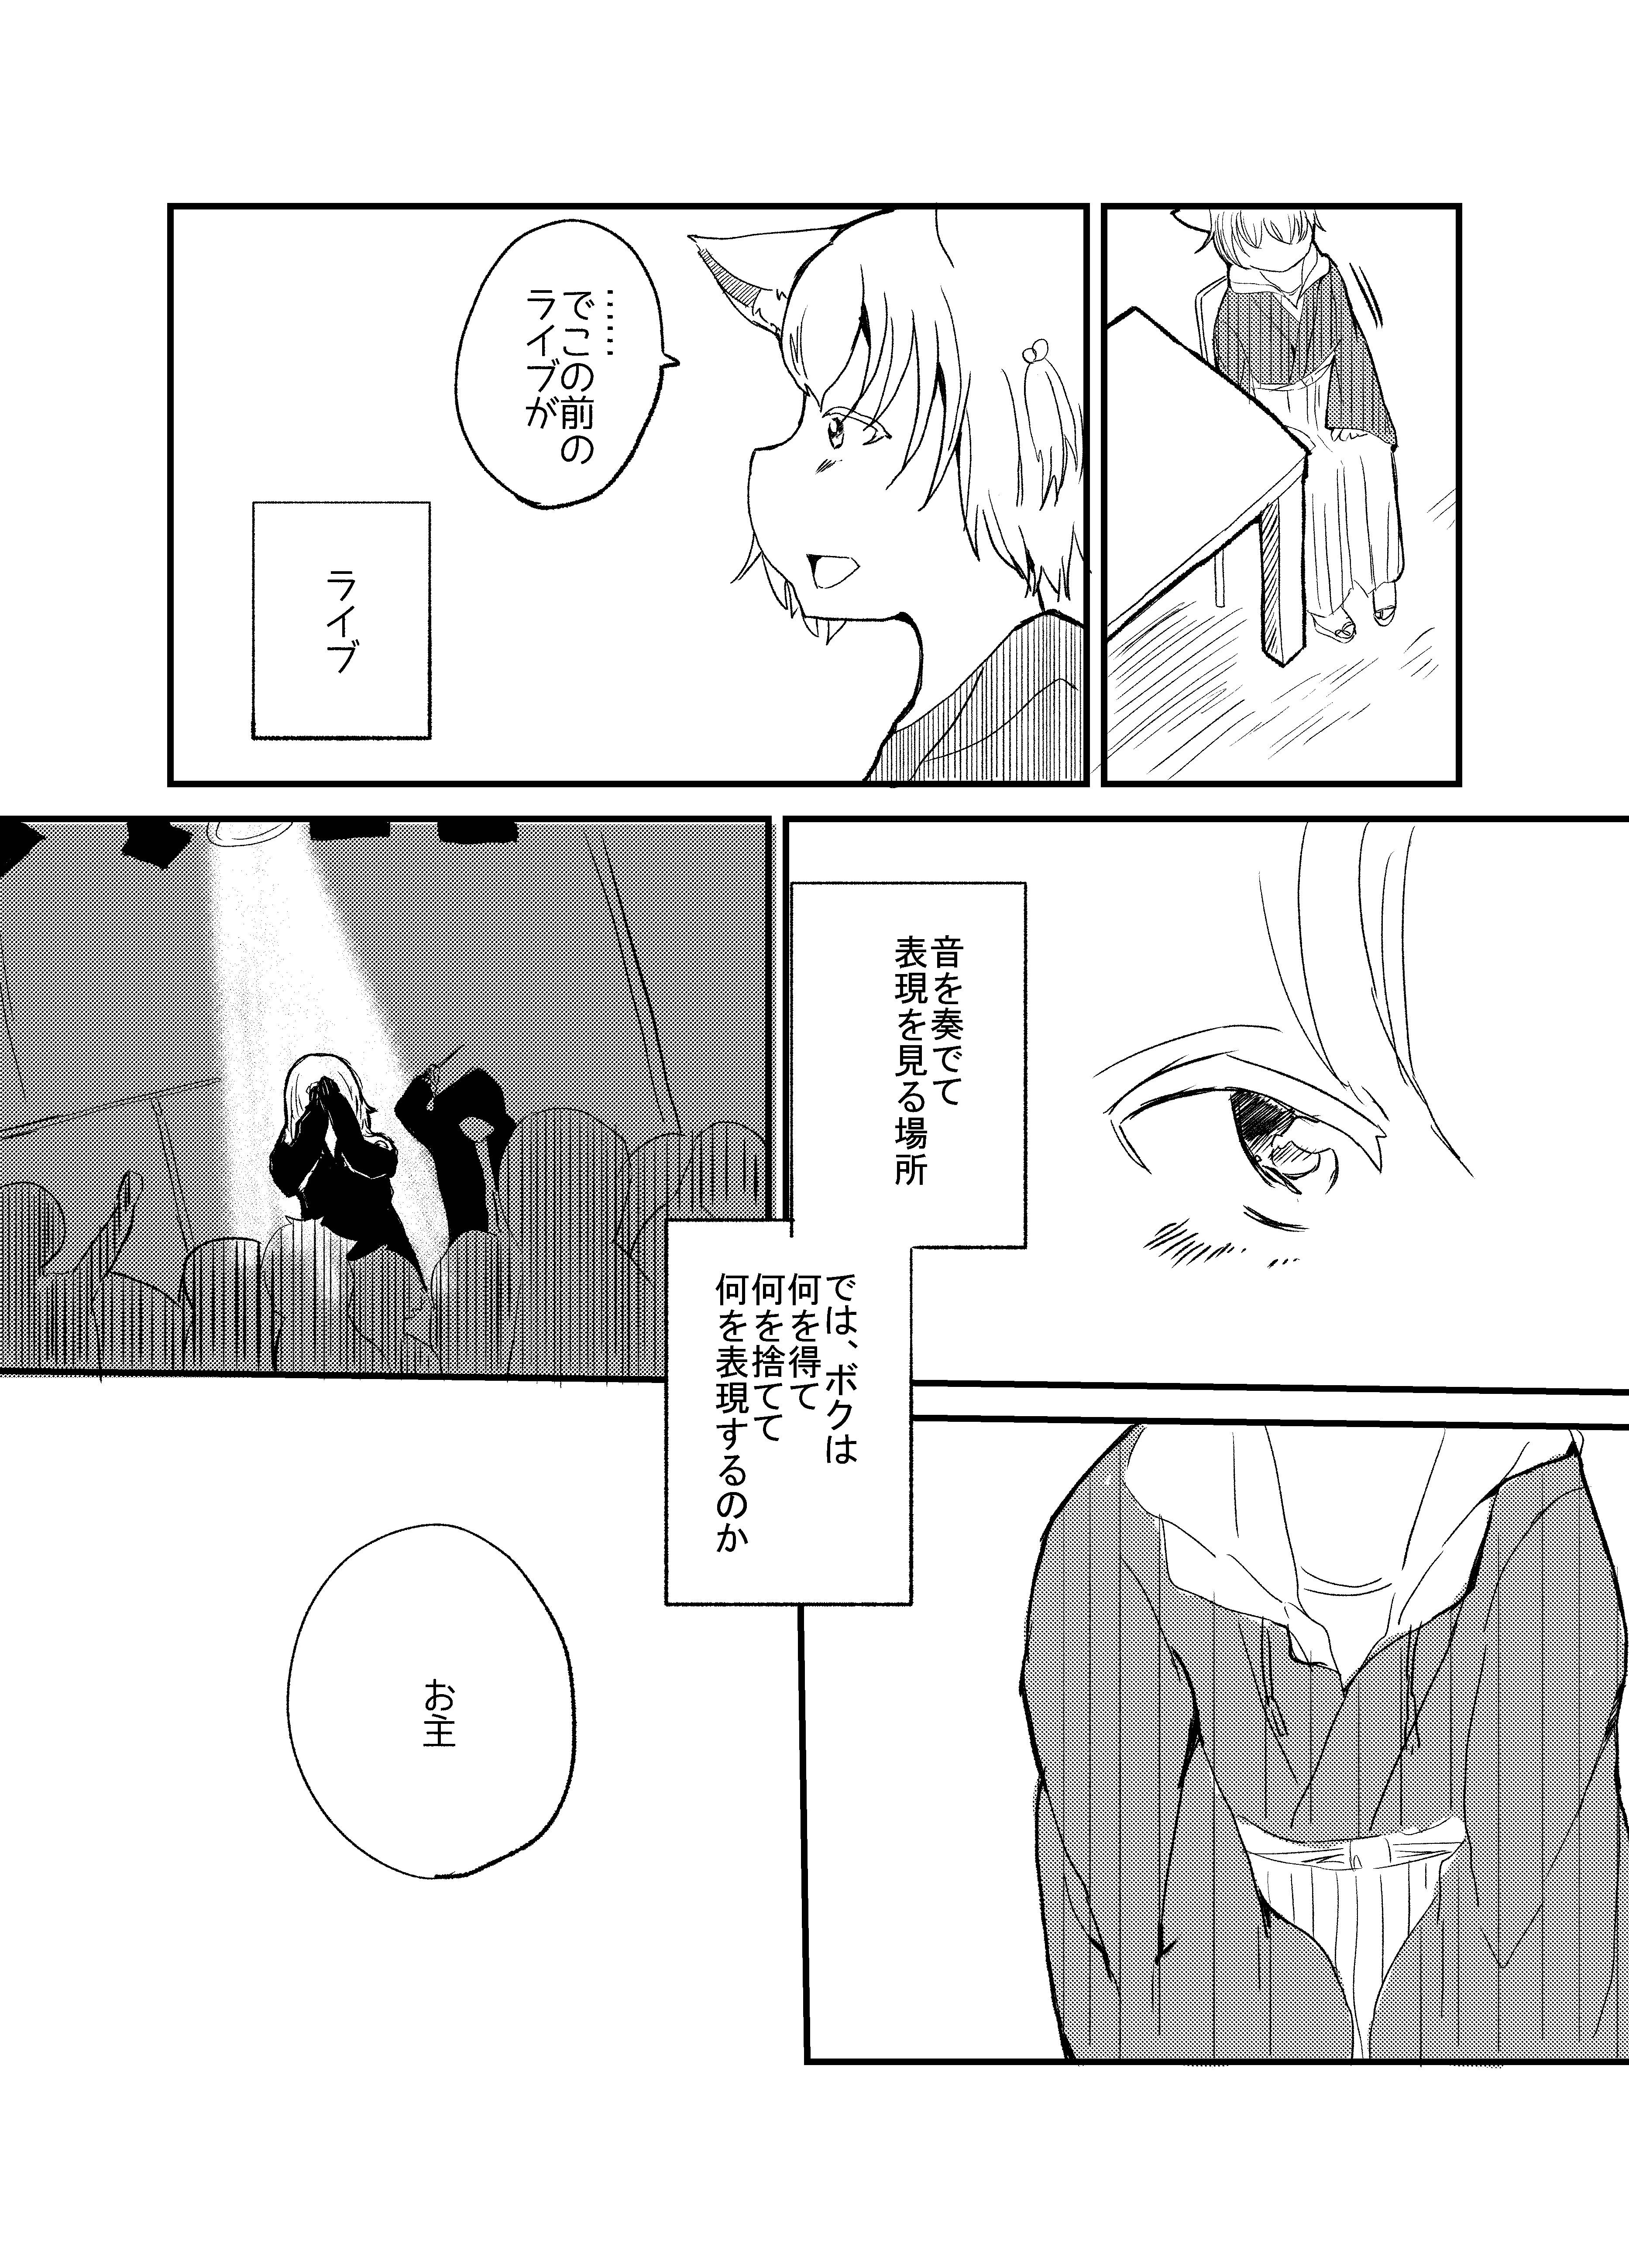 ……
でこの前の
ライブが
ライブ
音を奏でて
表現を見る場所
では、ボクは
何を得て
何を捨てて
何を表現するのか
お主